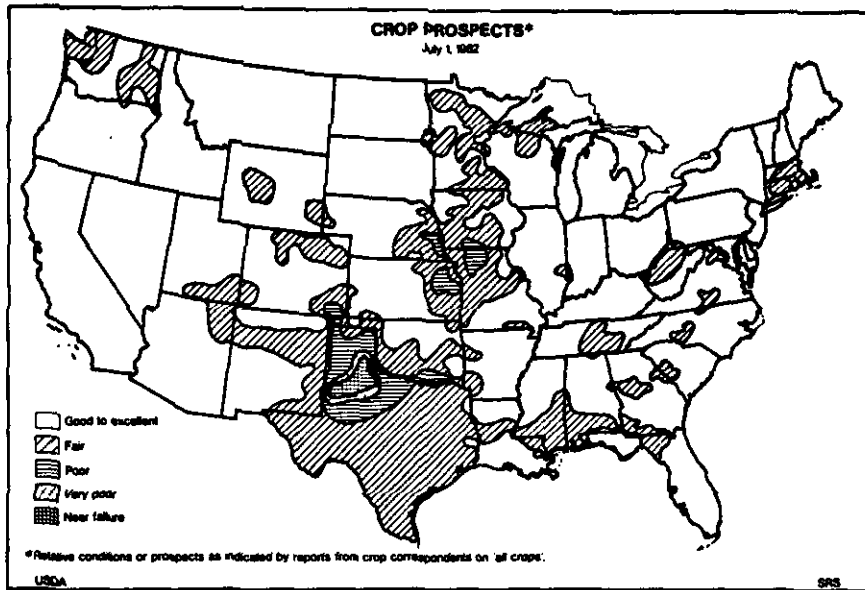 CROP PROSPECTS*
July 1, 1982
Good to excellent
Fair
Poor
Very poor
Near failure
*Relative conditions or prospects as indicated by reports from crop correspondents on 'all crops'.
USDA SRS